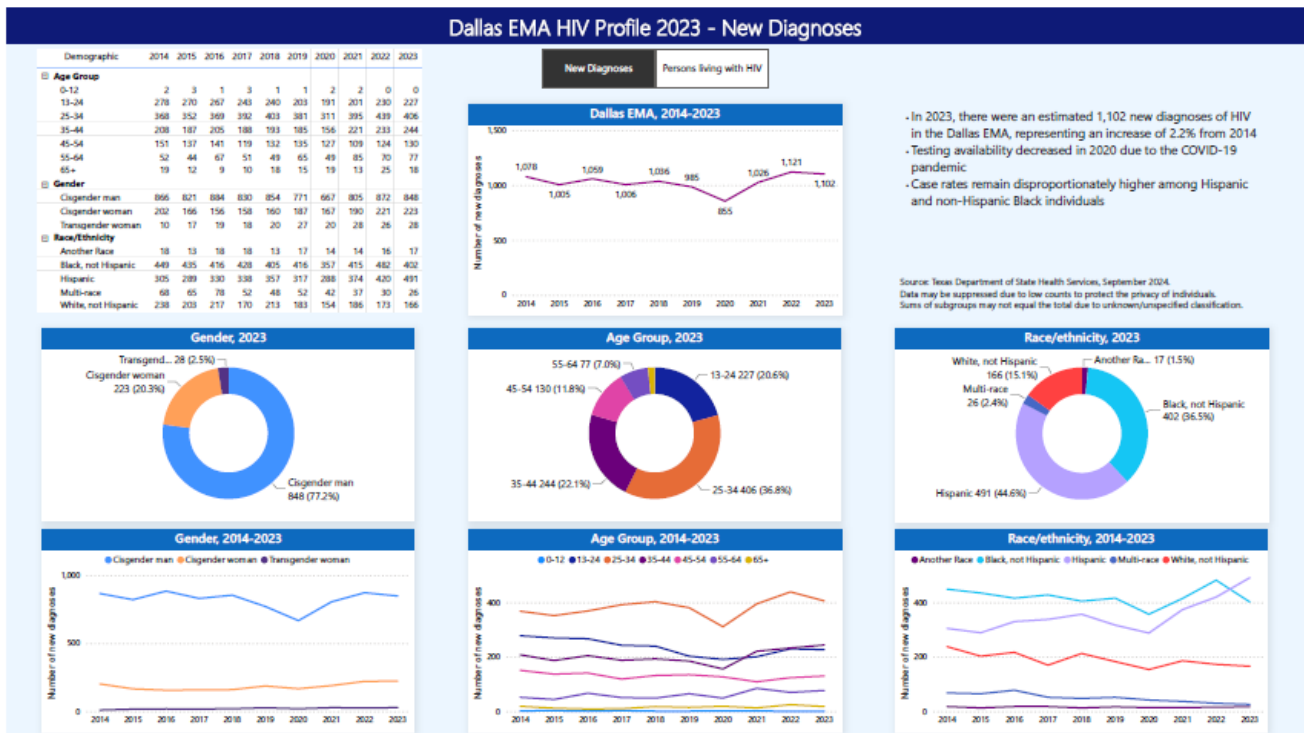 Dallas EMA HIV Profile 2023 - New Diagnoses
Demographic 2014 2015 2016 2017 2018 2019 2020 2021 2022 2023
Age Group
0-12 2 3 1 3 1 1 2 2 0 0
13-24 278 270 267 243 240 203 191 201 230 227
25-34 368 352 369 392 403 381 311 395 439 406
35-44 208 187 205 188 193 185 156 221 233 244
45-54 151 137 141 119 132 135 127 109 124 130
55-64 52 44 67 51 49 65 49 85 70 77
65+ 19 12 9 10 18 15 19 13 25 18
Gender
Cisgender man 866 821 884 830 854 771 667 805 872 848
Cisgender woman 202 166 156 158 160 187 167 190 221 223
Transgender woman 10 17 19 18 20 27 20 28 26 28
Race/Ethnicity
Another Race 18 13 18 18 13 17 14 14 16 17
Black, not Hispanic 449 435 416 428 405 416 357 415 482 402
Hispanic 305 289 330 338 357 317 288 374 420 491
Multi-race 68 65 78 52 48 52 42 37 30 26
White, not Hispanic 238 203 217 170 213 183 154 186 173 166
New Diagnoses
Persons living with HIV
Dallas EMA, 2014-2023
Number of new diagnoses
1,500
1,000
500
0
1,078
1,005
1,059
1,006
1,036
985
855
1,026
1,121
1,102
2014 2015 2016 2017 2018 2019 2020 2021 2022 2023
• In 2023, there were an estimated 1,102 new diagnoses of HIV
in the Dallas EMA, representing an increase of 2.2% from 2014
• Testing availability decreased in 2020 due to the COVID-19
pandemic
• Case rates remain disproportionately higher among Hispanic
and non-Hispanic Black individuals
Source: Texas Department of State Health Services, September 2024.
Data may be suppressed due to low counts to protect the privacy of individuals.
Sums of subgroups may not equal the total due to unknown/unspecified classification.
Gender, 2023
Transgend... 28 (2.5%)
Cisgender woman
223 (20.3%)
Cisgender man
848 (77.2%)
Age Group, 2023
55-64 77 (7.0%)
13-24 227 (20.6%)
45-54 130 (11.8%)
35-44 244 (22.1%)
25-34 406 (36.8%)
Race/ethnicity, 2023
White, not Hispanic
166 (15.1%)
Another Ra... 17 (1.5%)
Multi-race
26 (2.4%)
Black, not Hispanic
402 (36.5%)
Hispanic 491 (44.6%)
Gender, 2014-2023
Cisgender man Cisgender woman Transgender woman
Number of new diagnoses
1,000
500
0
2014 2015 2016 2017 2018 2019 2020 2021 2022 2023
Age Group, 2014-2023
0-12 13-24 25-34 35-44 45-54 55-64 65+
Number of new diagnoses
400
200
0
2014 2015 2016 2017 2018 2019 2020 2021 2022 2023
Race/ethnicity, 2014-2023
Another Race Black, not Hispanic Hispanic Multi-race White, not Hispanic
Number of new diagnoses
400
200
0
2014 2015 2016 2017 2018 2019 2020 2021 2022 2023